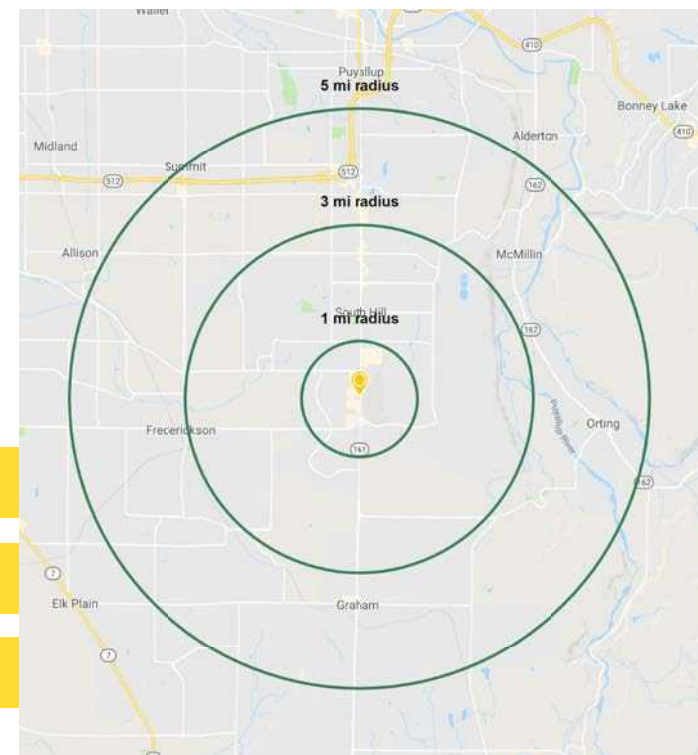 Waller
410
Puyallup
5 mi radius
Bonney Lake
410
Alderton
Midland
Summit
512
512
162
3 mi radius
Allison
McMillin
South Hill
1 mi radius
162
Frederickson
Orting
Puyallup River
161
162
7
Elk Plain
Graham
7